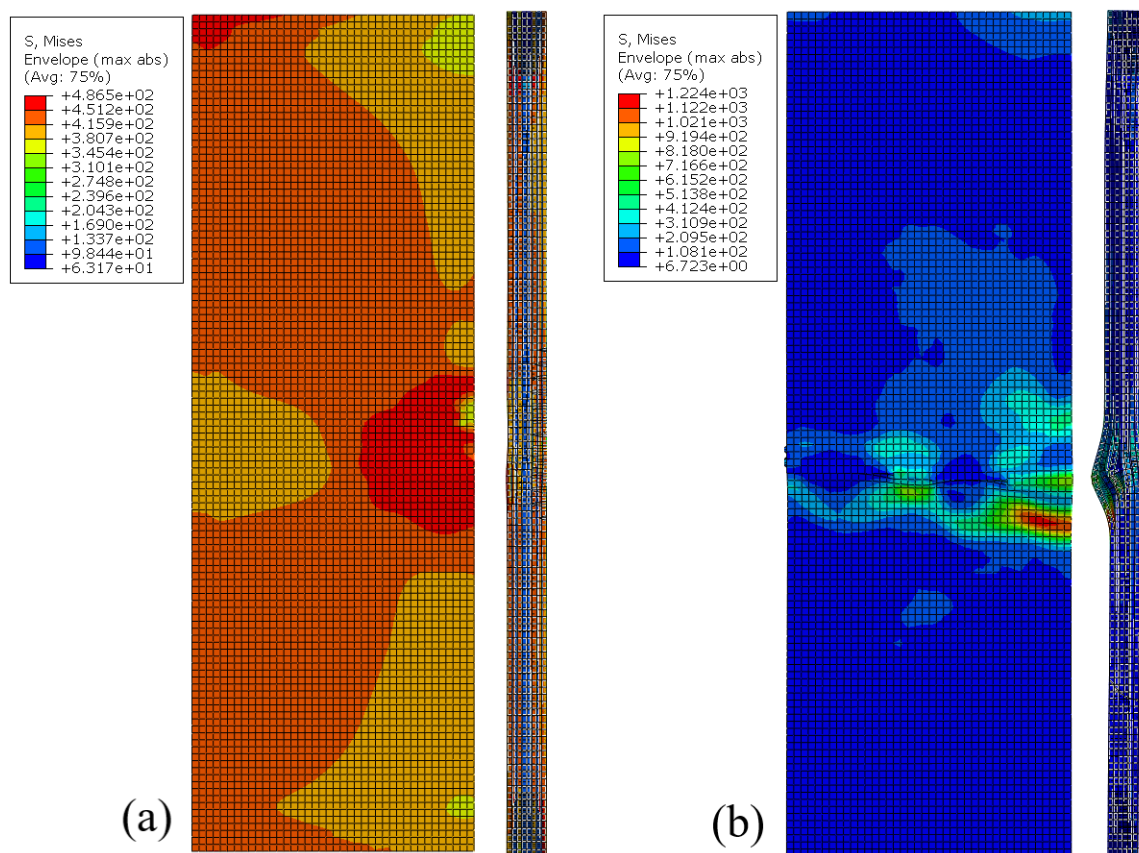 S, Mises
Envelope (max abs)
(Avg: 75%)
+4.865e+02
+4.512e+02
+4.159e+02
+3.807e+02
+3.454e+02
+3.101e+02
+2.748e+02
+2.396e+02
+2.043e+02
+1.690e+02
+1.337e+02
+9.844e+01
+6.317e+01
(a)
S, Mises
Envelope (max abs)
(Avg: 75%)
+1.224e+03
+1.122e+03
+1.021e+03
+9.194e+02
+8.180e+02
+7.166e+02
+6.152e+02
+5.138e+02
+4.124e+02
+3.109e+02
+2.095e+02
+1.081e+02
+6.723e+00
(b)